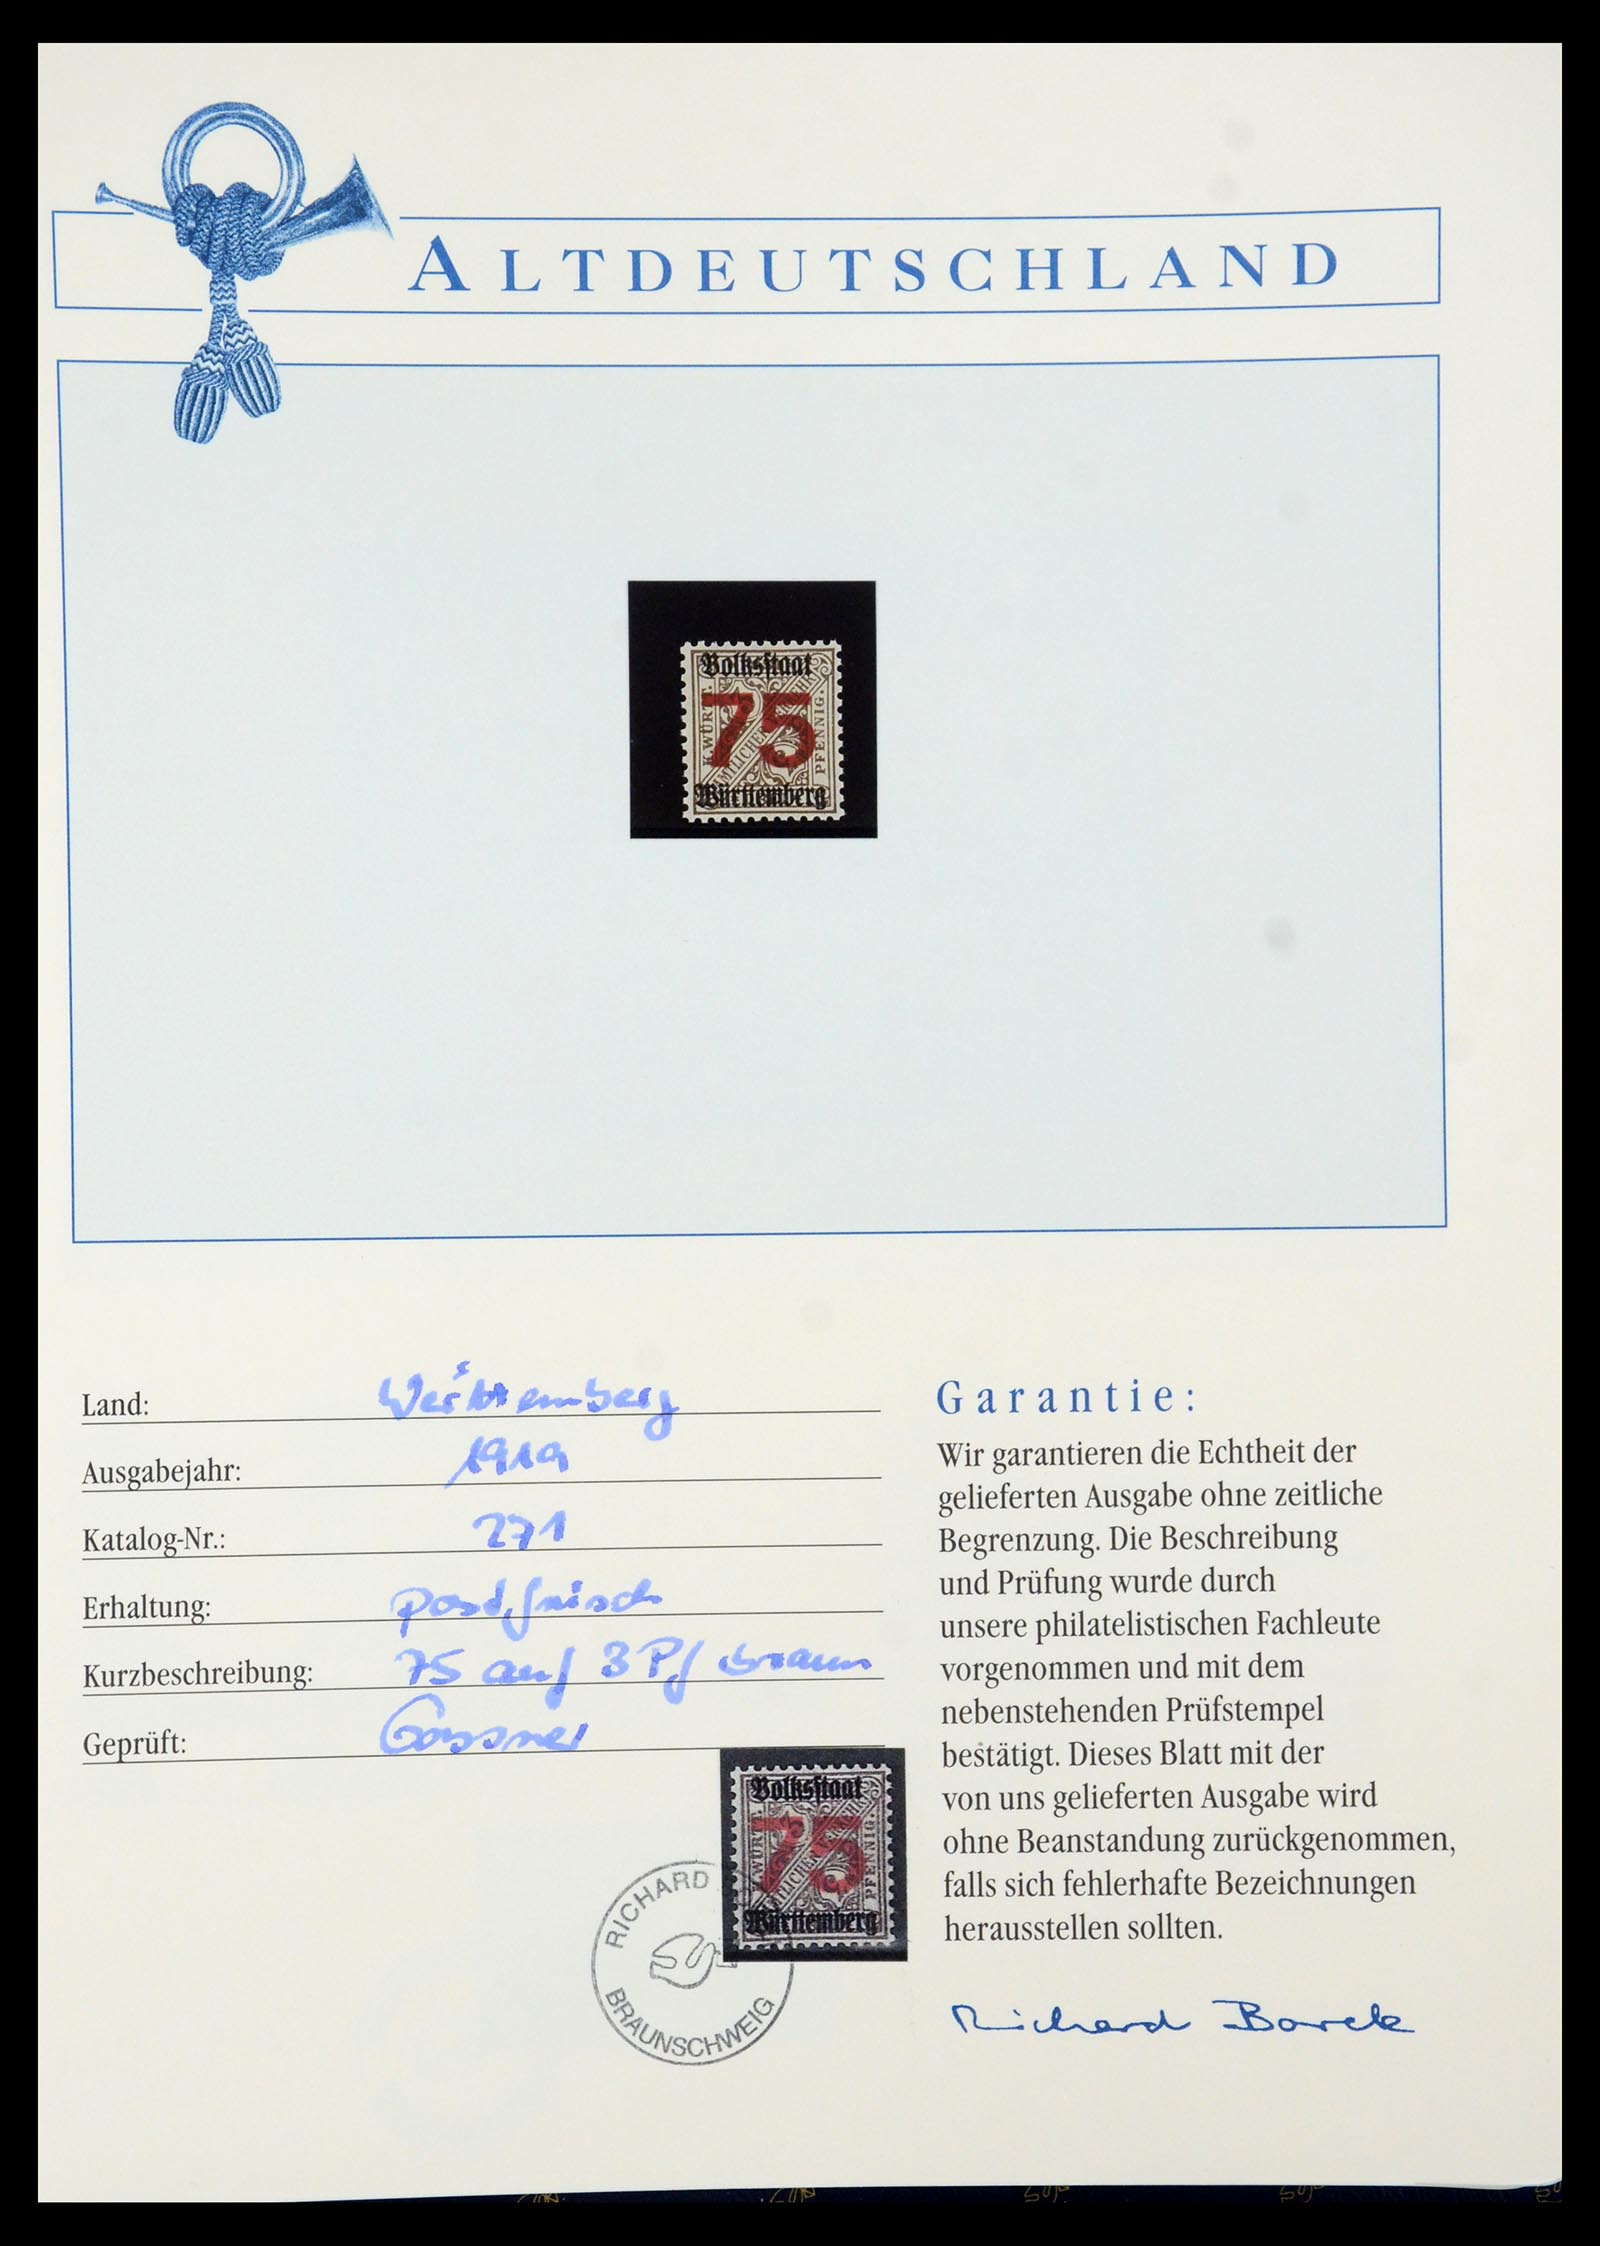 ALTDEUTSCHLAND
Volksstaat
K.WÜRTT.
75
PFENNIG.
Württemberg
Land: Württemberg
Ausgabejahr: 1919
Katalog-Nr.: 271
Erhaltung: postfrisch
Kurzbeschreibung: 75 auf 3 Pf braun
Geprüft:
Volksstaat
75
PFENNIG.
Württemberg
RICHARD
BRAUNSCHWEIG
Garantie:
Wir garantieren die Echtheit der
gelieferten Ausgabe ohne zeitliche
Begrenzung. Die Beschreibung
und Prüfung wurde durch
unsere philatelistischen Fachleute
vorgenommen und mit dem
nebenstehenden Prüfstempel
bestätigt. Dieses Blatt mit der
von uns gelieferten Ausgabe wird
ohne Beanstandung zurückgenommen,
falls sich fehlerhafte Bezeichnungen
herausstellen sollten.
Richard Borek